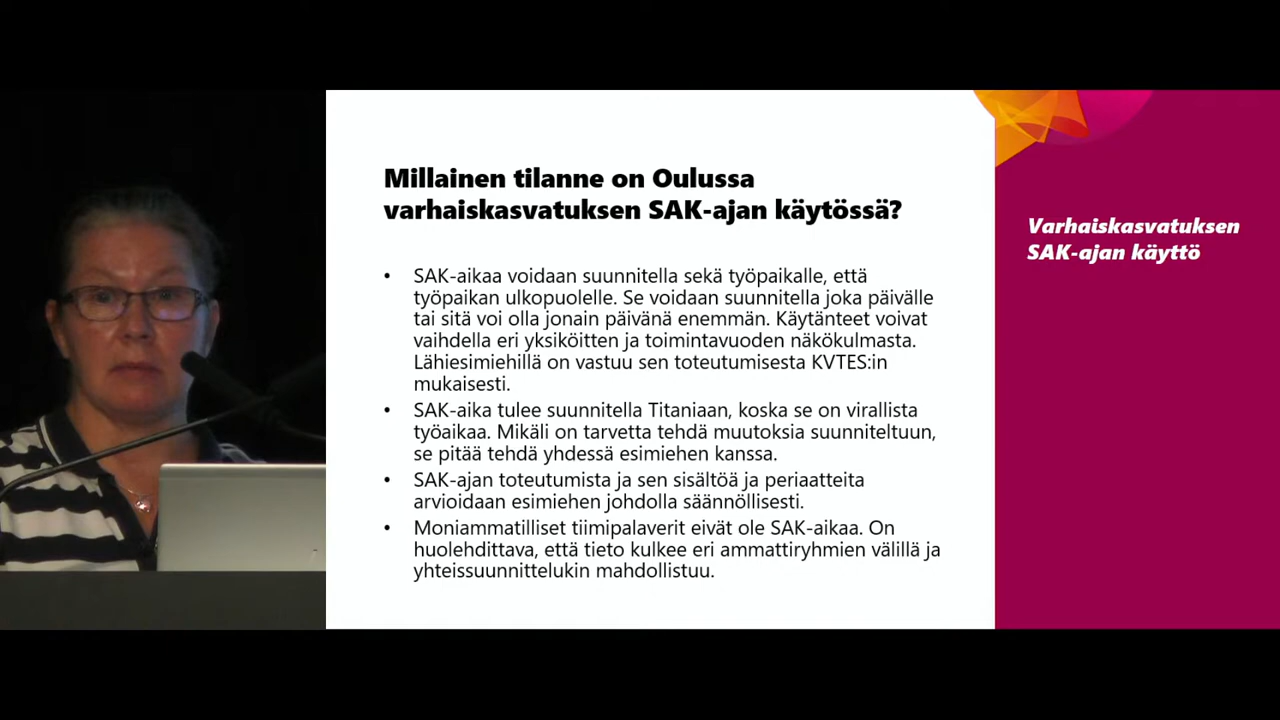 Millainen tilanne on Oulussa
varhaiskasvatuksen SAK-ajan käytössä?
• SAK-aikaa voidaan suunnitella sekä työpaikalle, että
työpaikan ulkopuolelle. Se voidaan suunnitella joka päivälle
tai sitä voi olla jonain päivänä enemmän. Käytänteet voivat
vaihdella eri yksiköitten ja toimintavuoden näkökulmasta.
Lähiesimiehillä on vastuu sen toteutumisesta KVTES:in
mukaisesti.
• SAK-aika tulee suunnitella Titaniaan, koska se on virallista
työaikaa. Mikäli on tarvetta tehdä muutoksia suunniteltuun,
se pitää tehdä yhdessä esimiehen kanssa.
• SAK-ajan toteutumista ja sen sisältöä ja periaatteita
arvioidaan esimiehen johdolla säännöllisesti.
• Moniammatilliset tiimipalaverit eivät ole SAK-aikaa. On
huolehdittava, että tieto kulkee eri ammattiryhmien välillä ja
yhteissuunnittelukin mahdollistuu.
Varhaiskasvatuksen
SAK-ajan käyttö